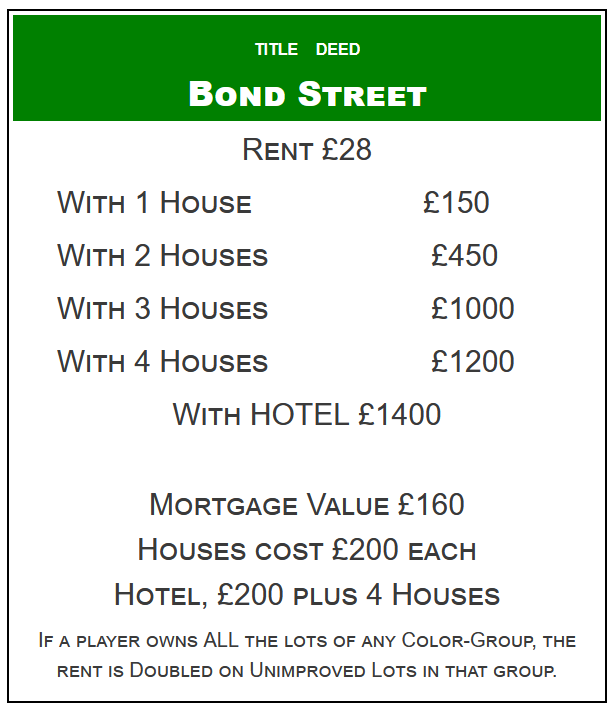 TITLE DEED
BOND STREET
RENT £28
WITH 1 HOUSE £150
WITH 2 HOUSES £450
WITH 3 HOUSES £1000
WITH 4 HOUSES £1200
WITH HOTEL £1400
MORTGAGE VALUE £160
HOUSES COST £200 EACH
HOTEL, £200 PLUS 4 HOUSES
IF A PLAYER OWNS ALL THE LOTS OF ANY COLOR-GROUP, THE
RENT IS DOUBLED ON UNIMPROVED LOTS IN THAT GROUP.